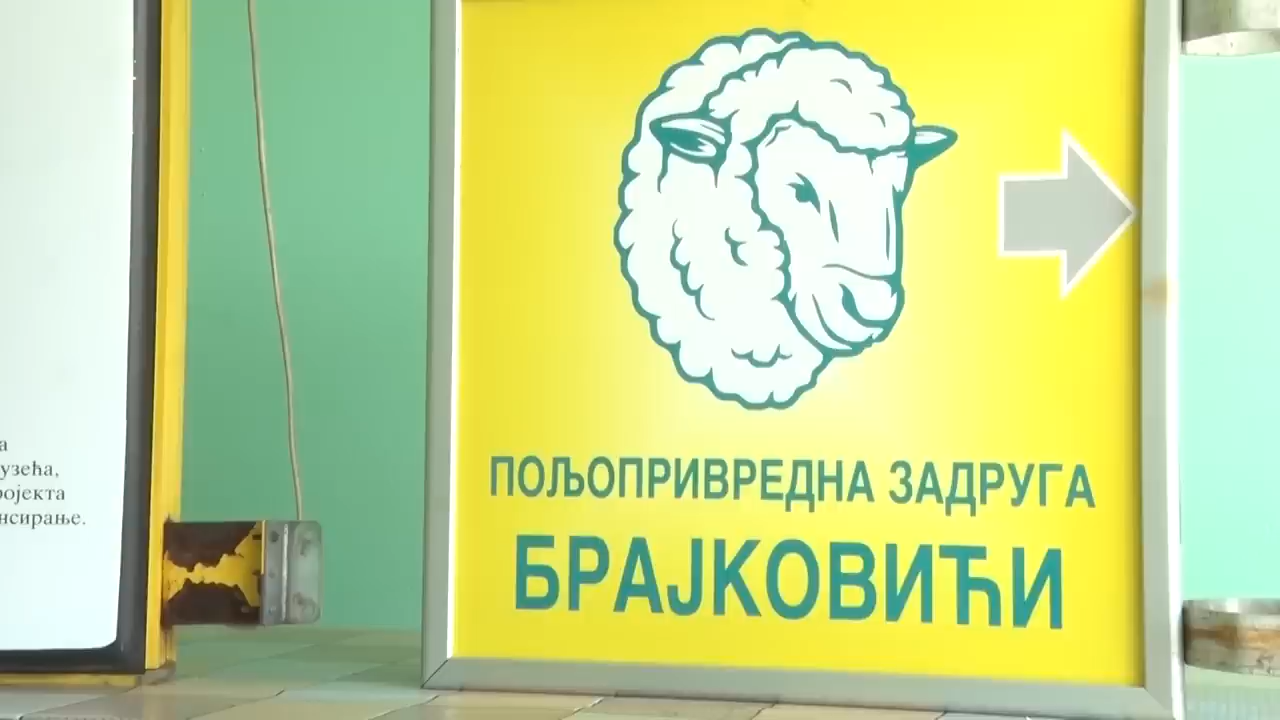 а
узећа,
ројекта
нсирање.
ПОЉОПРИВРЕДНА ЗАДРУГА
БРАЈКОВИЋИ